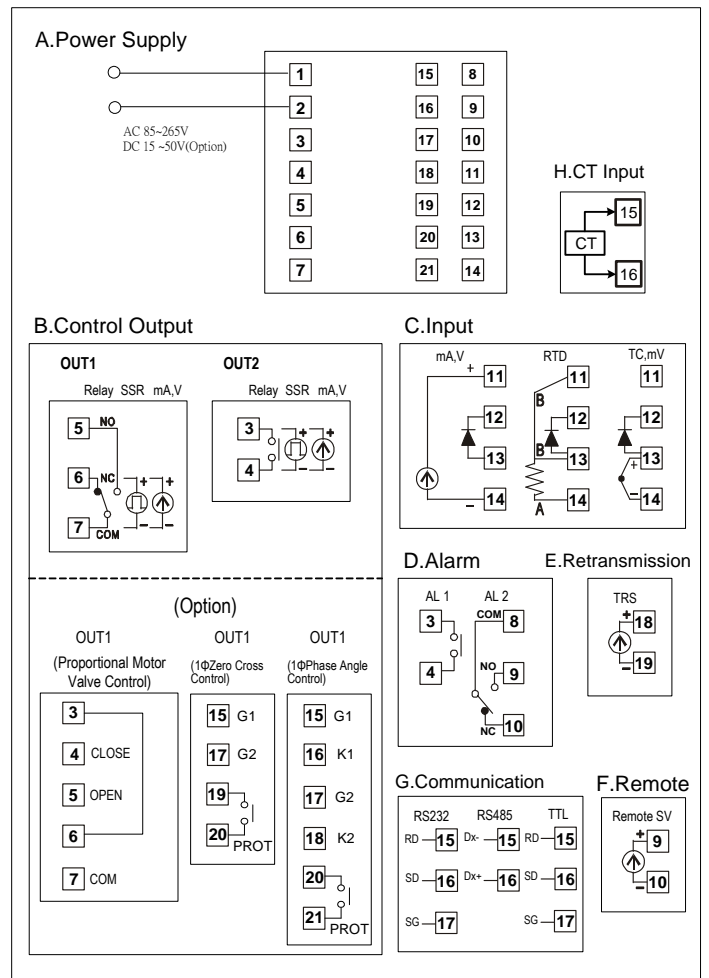 A.Power Supply
1 15 8
2 16 9
AC 85~265V
DC 15 ~50V(Option)
3 17 10
4 18 11
5 19 12
6 20 13
7 21 14
H.CT Input
15
CT
16
B.Control Output
OUT1
Relay SSR mA,V
5 NO
6 NC + +
7 COM − −
OUT2
Relay SSR mA,V
3 + +
4 − −
(Option)
OUT1
(Proportional Motor
Valve Control)
3
4 CLOSE
5 OPEN
6
7 COM
OUT1
(1ΦZero Cross
Control)
15 G1
17 G2
19
20 PROT
OUT1
(1ΦPhase Angle
Control)
15 G1
16 K1
17 G2
18 K2
20
21 PROT
C.Input
mA,V RTD TC,mV
+ 11 11 11
B
12 12 12
B
13 13 + 13
− 14 A 14 − 14
D.Alarm
AL 1 AL 2
3 COM 8
4 NO 9
NC 10
E.Retransmission
TRS
+ 18
− 19
G.Communication
RS232 RS485 TTL
RD 15 Dx- 15 RD 15
SD 16 Dx+ 16 SD 16
SG 17 SG 17
F.Remote
Remote SV
+ 9
− 10